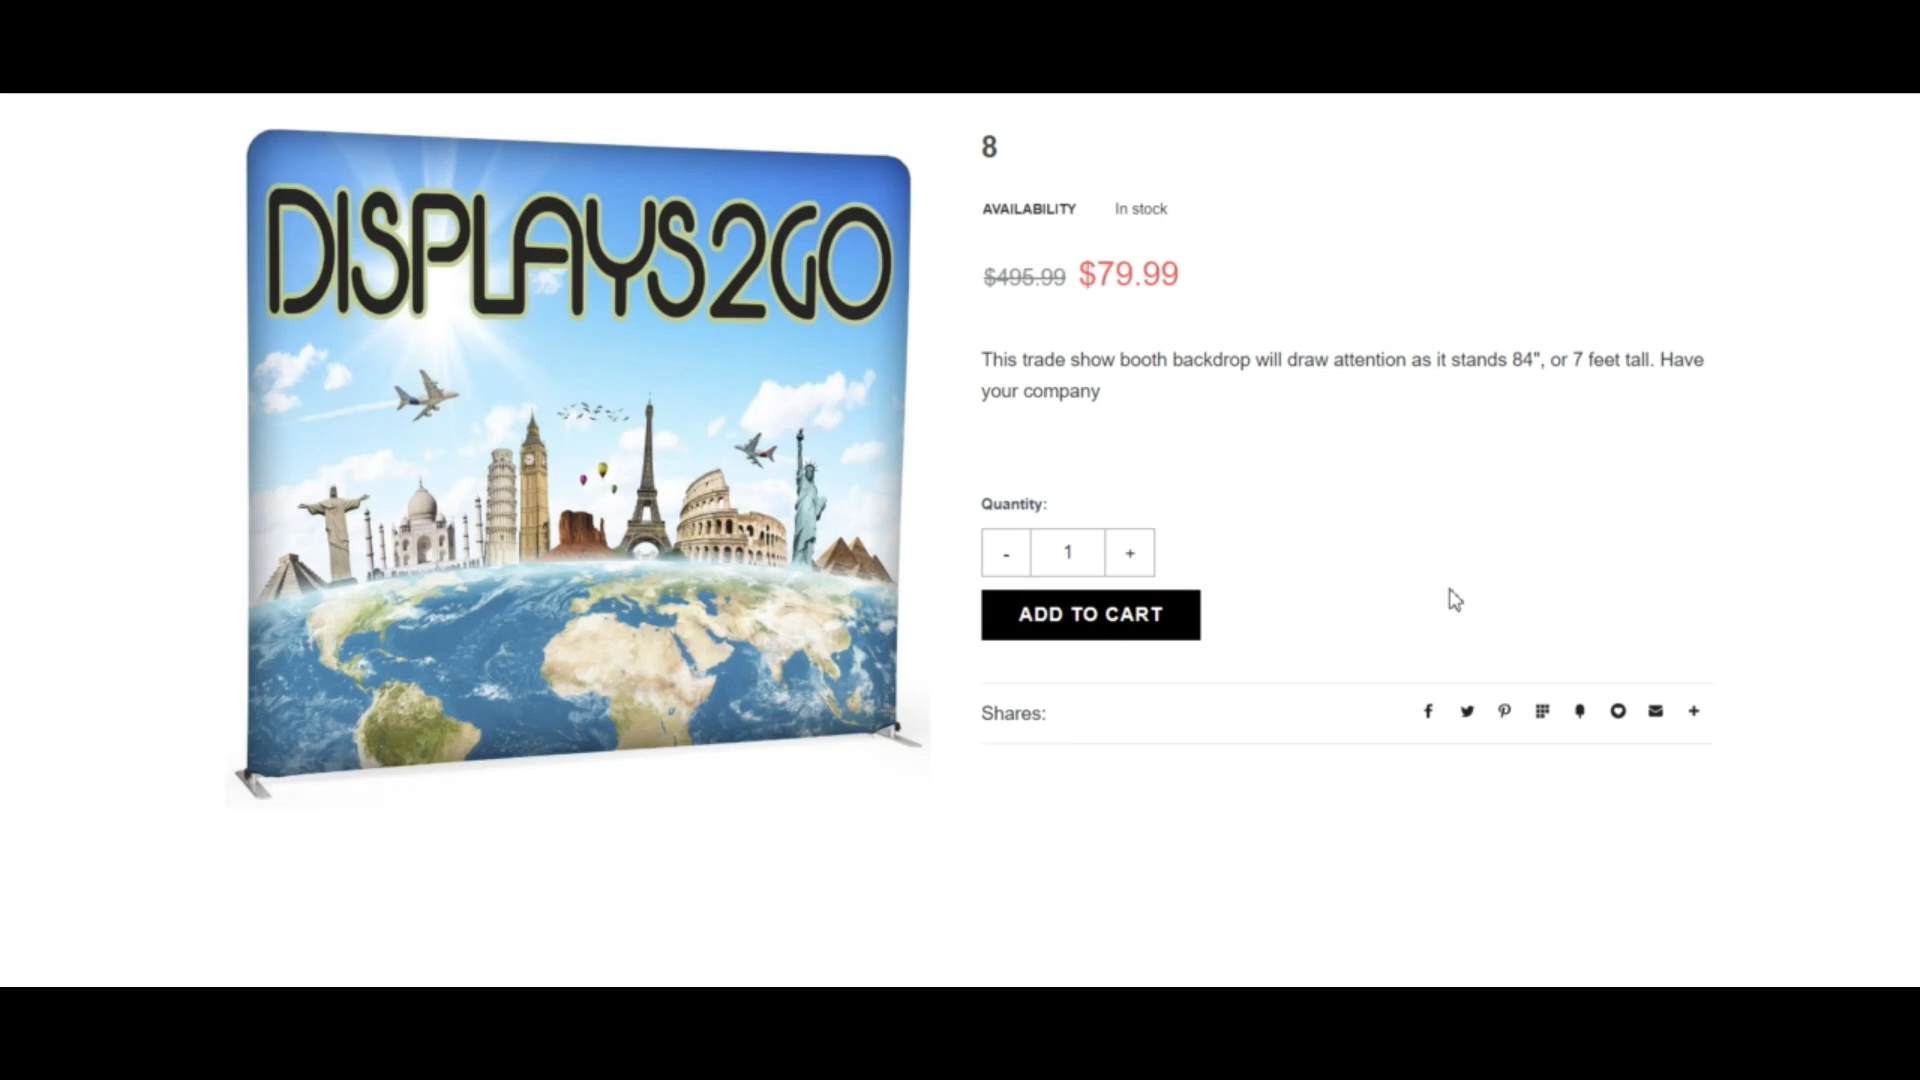 DISPLAYS2GO
8
AVAILABILITY In stock
$495.99 $79.99
This trade show booth backdrop will draw attention as it stands 84", or 7 feet tall. Have
your company
Quantity:
- 1 +
ADD TO CART
Shares: